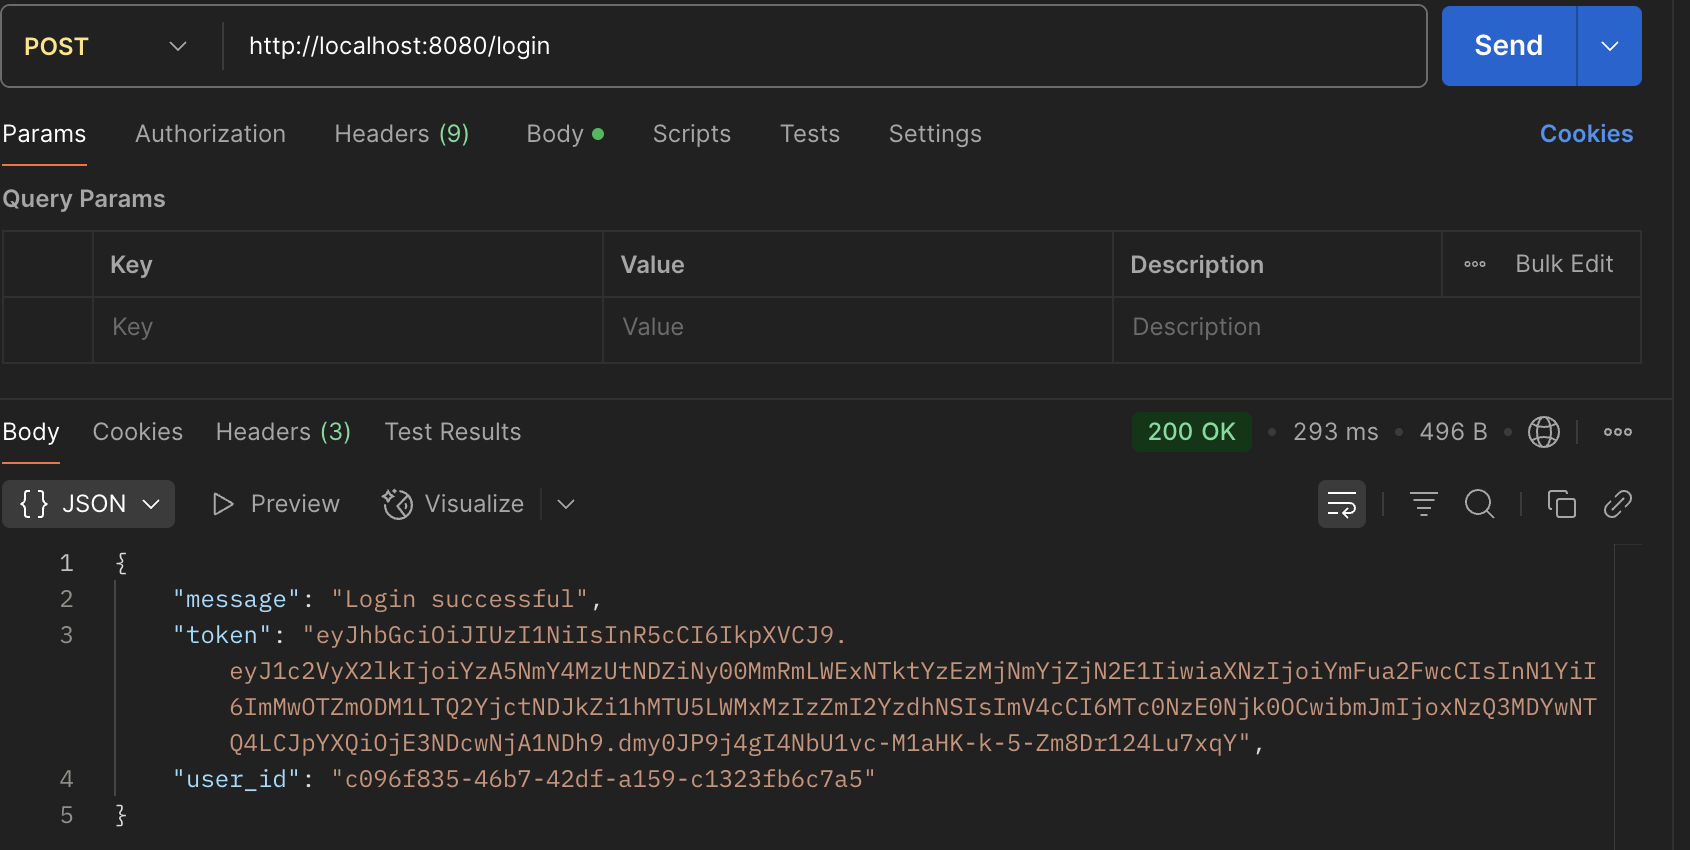 POST http://localhost:8080/login Send
Params Authorization Headers (9) Body Scripts Tests Settings Cookies
Query Params
Key Value Description Bulk Edit
Key Value Description
Body Cookies Headers (3) Test Results 200 OK 293 ms 496 B
{} JSON Preview Visualize
1 {
2 "message": "Login successful",
3 "token": "eyJhbGciOiJIUzI1NiIsInR5cCI6IkpXVCJ9.
eyJ1c2VyX2lkIjoiYzA5NmY4MzUtNDZiNy00MmRmLWExNTktYzEzMjNmYjZjN2E1IiwiaXNzIjoiYmFua2FwcCIsInN1YiI
6ImMwOTZmODM1LTQ2YjctNDJkZi1hMTU5LWMxMzIzZmI2YzdhNSIsImV4cCI6MTc0NzE0Njk0OCwibmJmIjoxNzQ3MDYwNT
Q4LCJpYXQiOjE3NDcwNjA1NDh9.dmy0JP9j4gI4NbU1vc-M1aHK-k-5-Zm8Dr124Lu7xqY",
4 "user_id": "c096f835-46b7-42df-a159-c1323fb6c7a5"
5 }